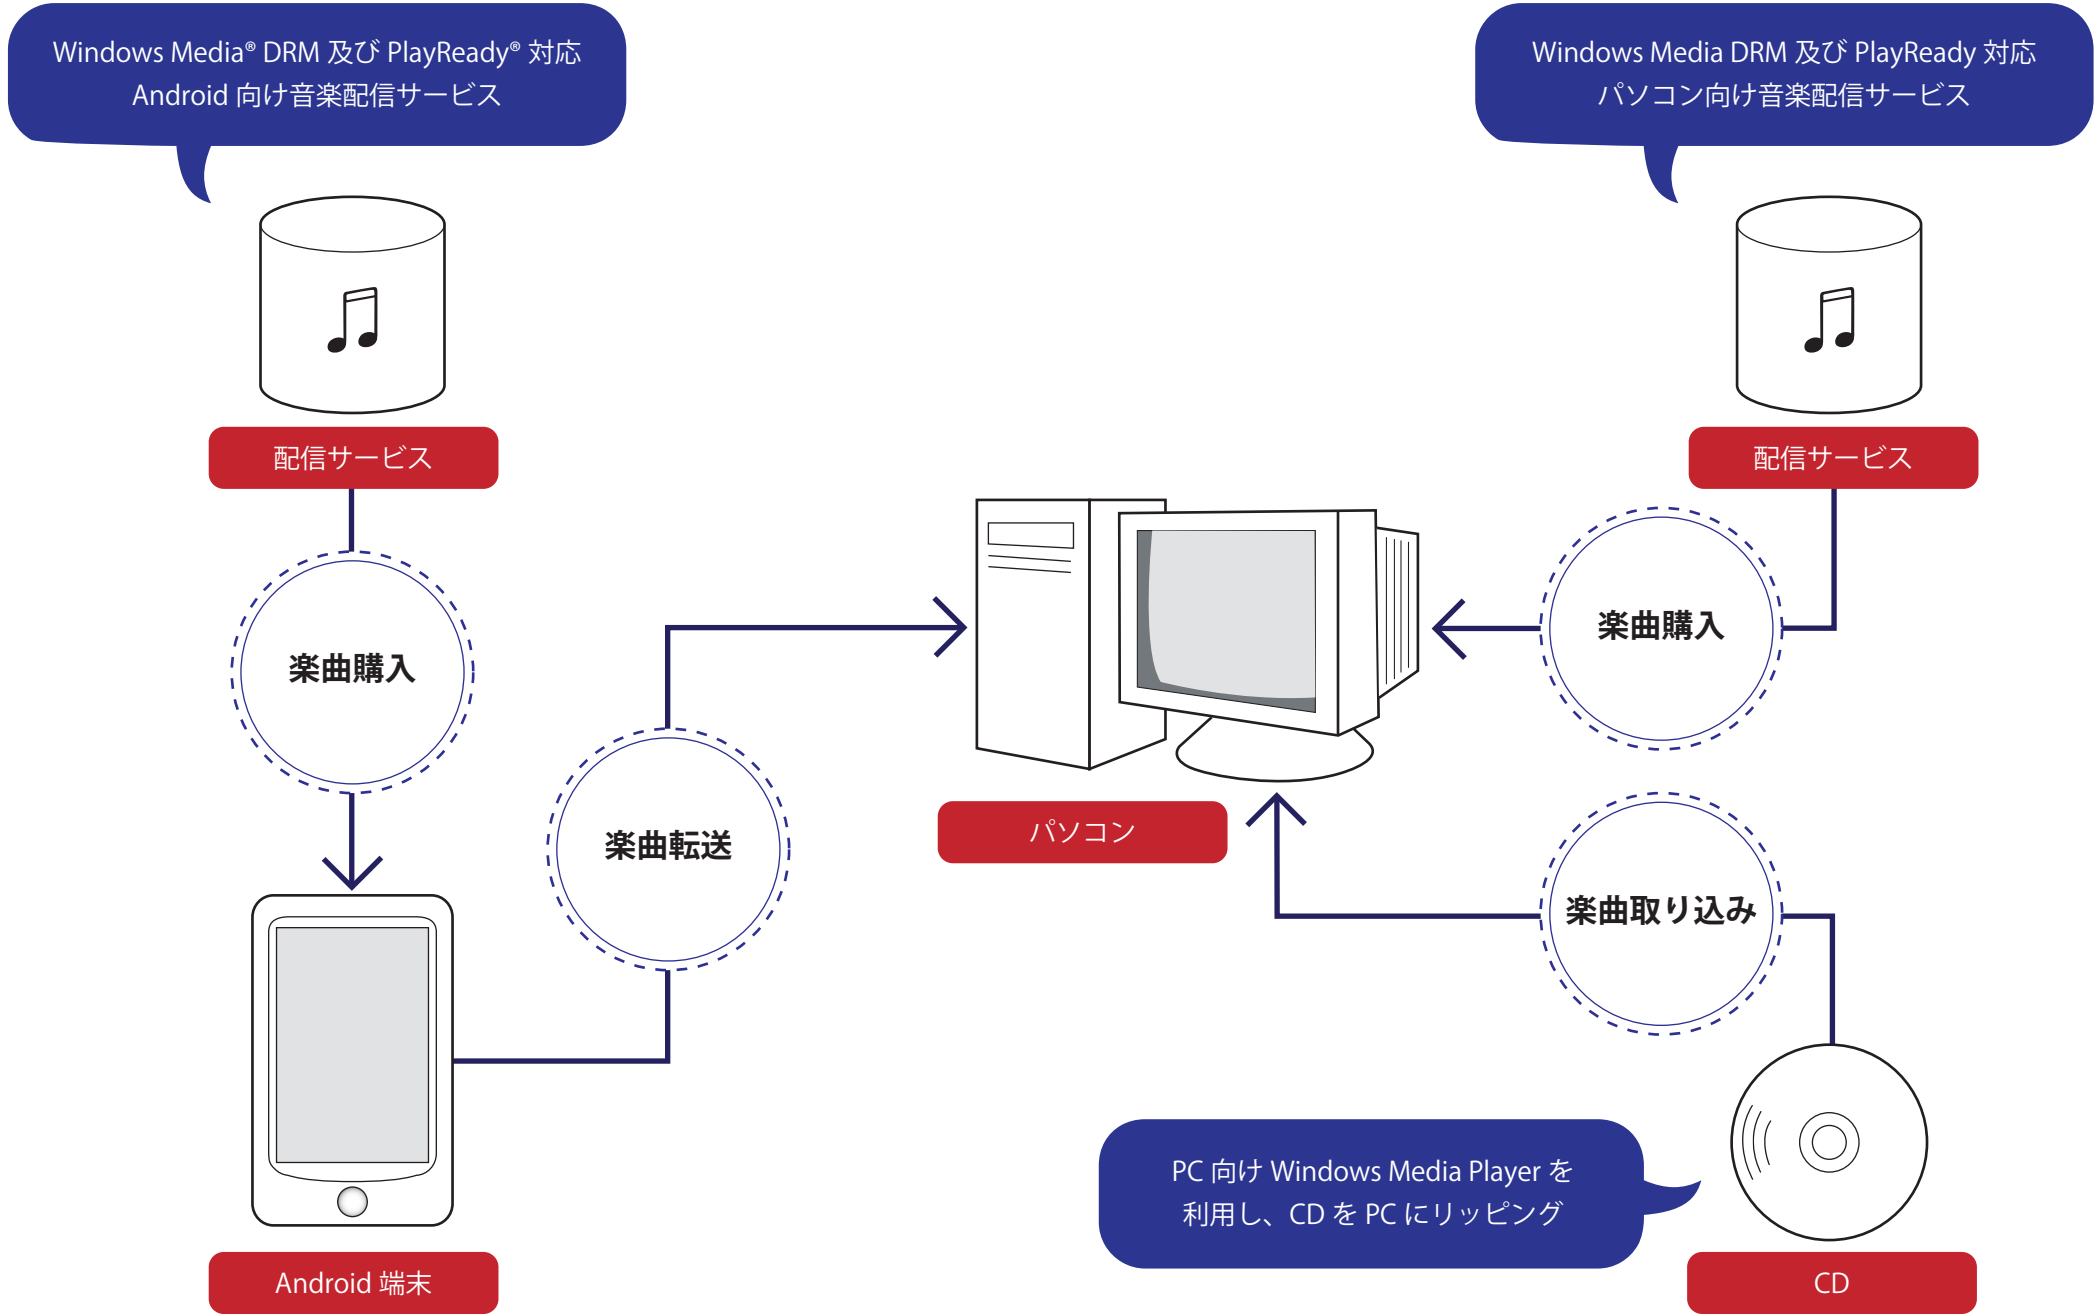 Windows Media® DRM 及び PlayReady® 対応
Android 向け音楽配信サービス
Windows Media DRM 及び PlayReady 対応
パソコン向け音楽配信サービス
配信サービス
配信サービス
楽曲購入
楽曲購入
楽曲転送
パソコン
楽曲取り込み
PC 向け Windows Media Player を
利用し、CD を PC にリッピング
Android 端末
CD